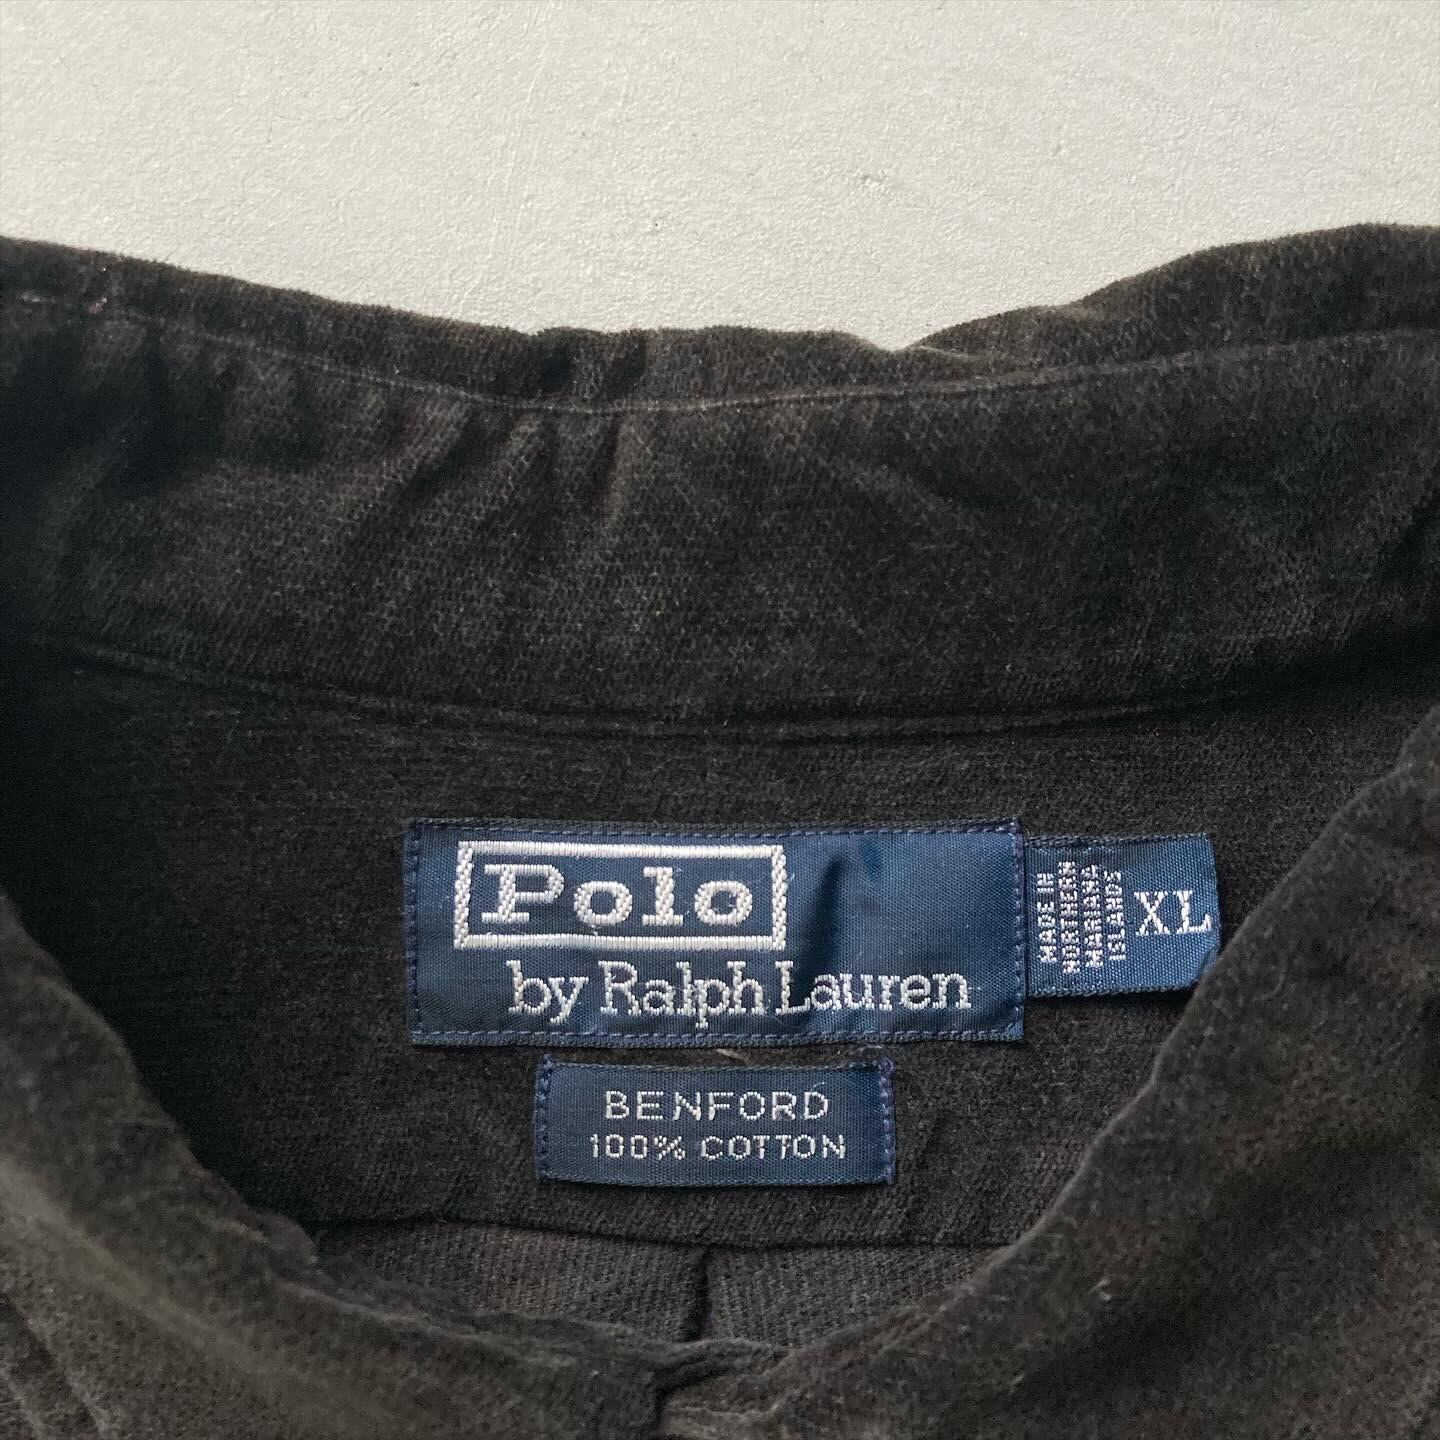 Polo
by Ralph Lauren
MADE IN
NORTHERN
MARIANA
ISLANDS
XL
BENFORD
100% COTTON